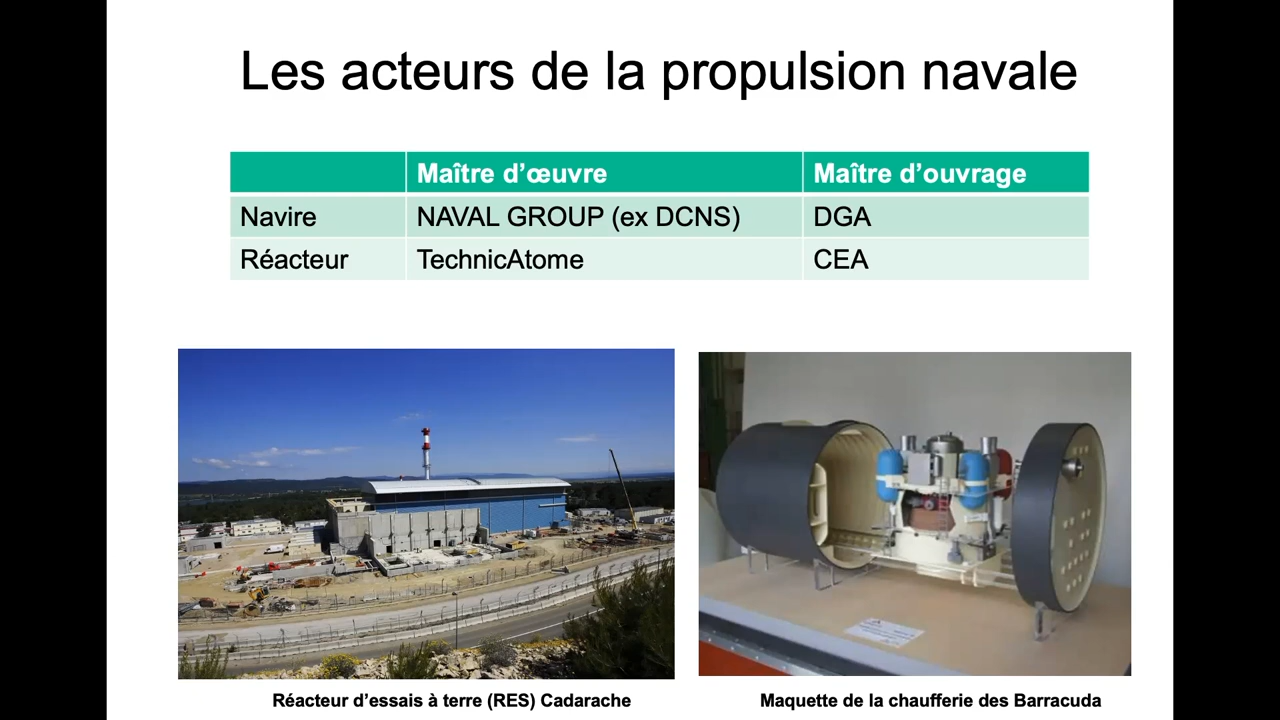 Les acteurs de la propulsion navale
Maître d’œuvre Maître d’ouvrage
Navire NAVAL GROUP (ex DCNS) DGA
Réacteur TechnicAtome CEA
Réacteur d’essais à terre (RES) Cadarache
Maquette de la chaufferie des Barracuda